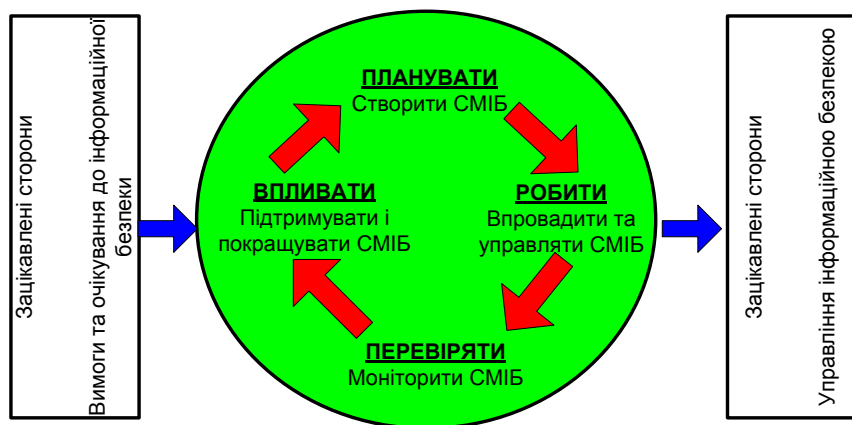 Зацікавлені сторони
Вимоги та очікування до інформаційної
безпеки
ПЛАНУВАТИ
Створити СМІБ
ВПЛИВАТИ
Підтримувати і
покращувати СМІБ
РОБИТИ
Впровадити та
управляти СМІБ
ПЕРЕВІРЯТИ
Моніторити СМІБ
Зацікавлені сторони
Управління інформаційною безпекою